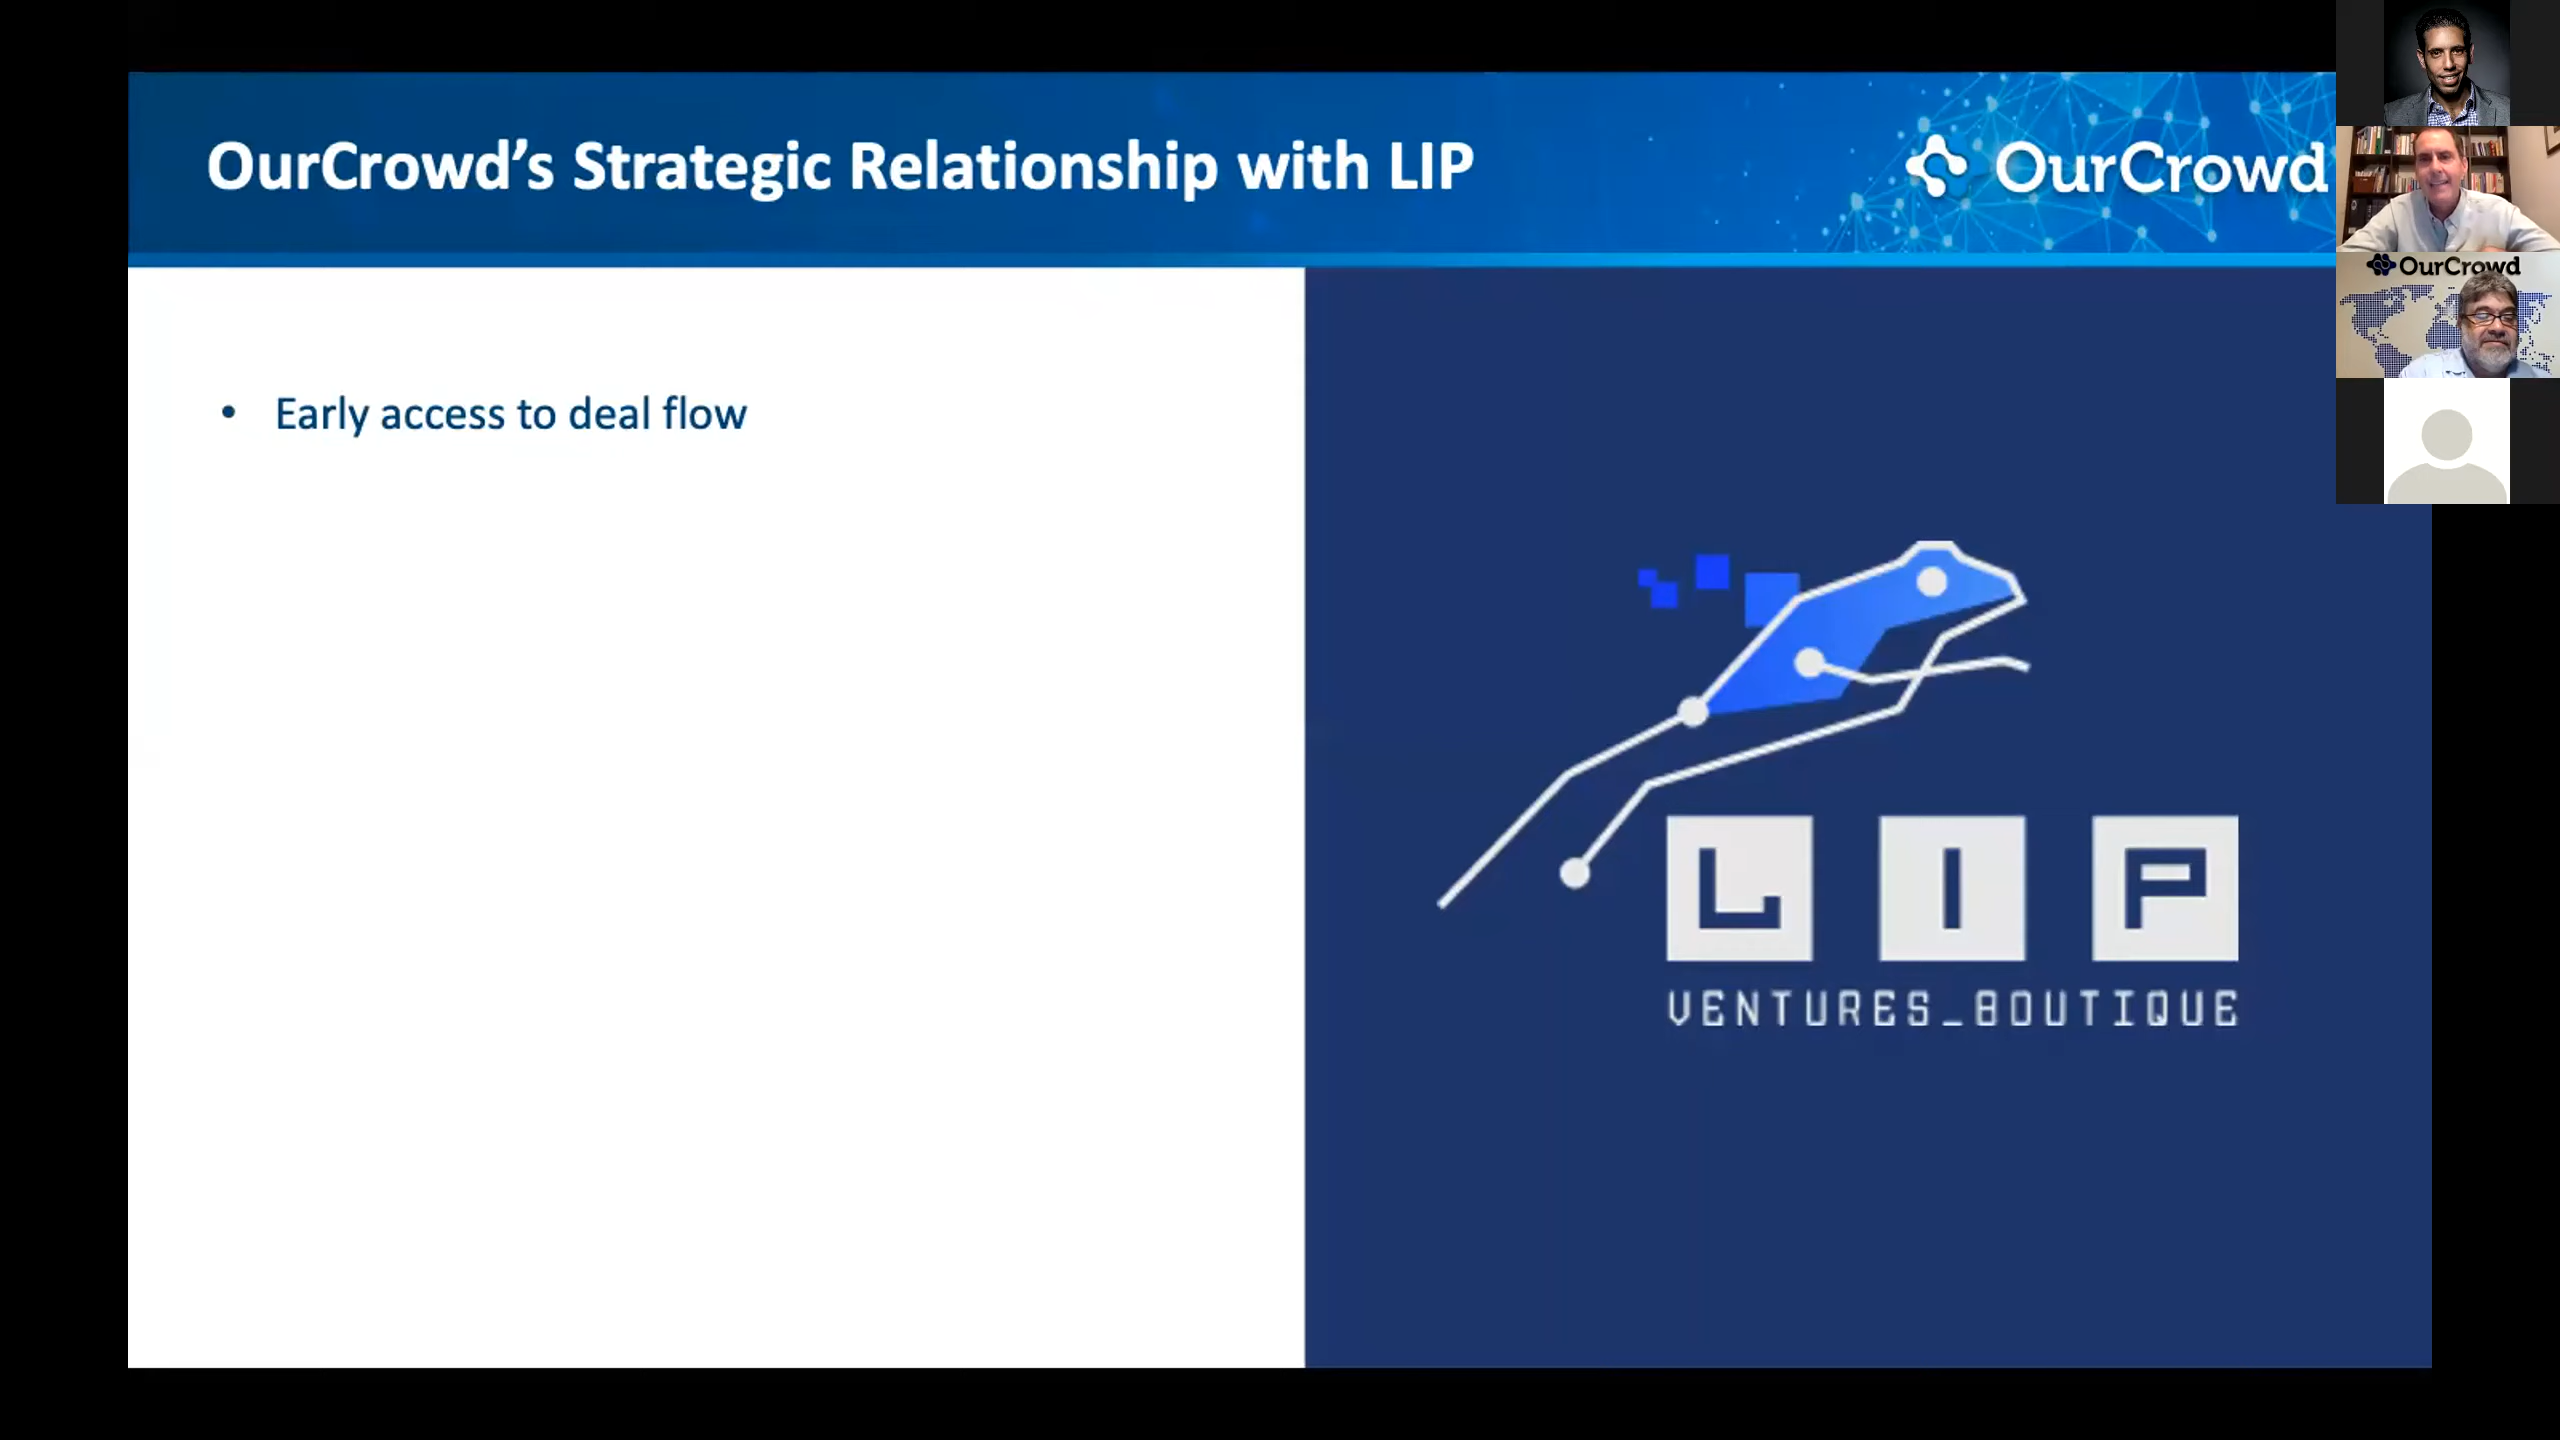 OurCrowd's Strategic Relationship with LIP
OurCrowd
OurCrowd
• Early access to deal flow
LIP
VENTURES_BOUTIQUE